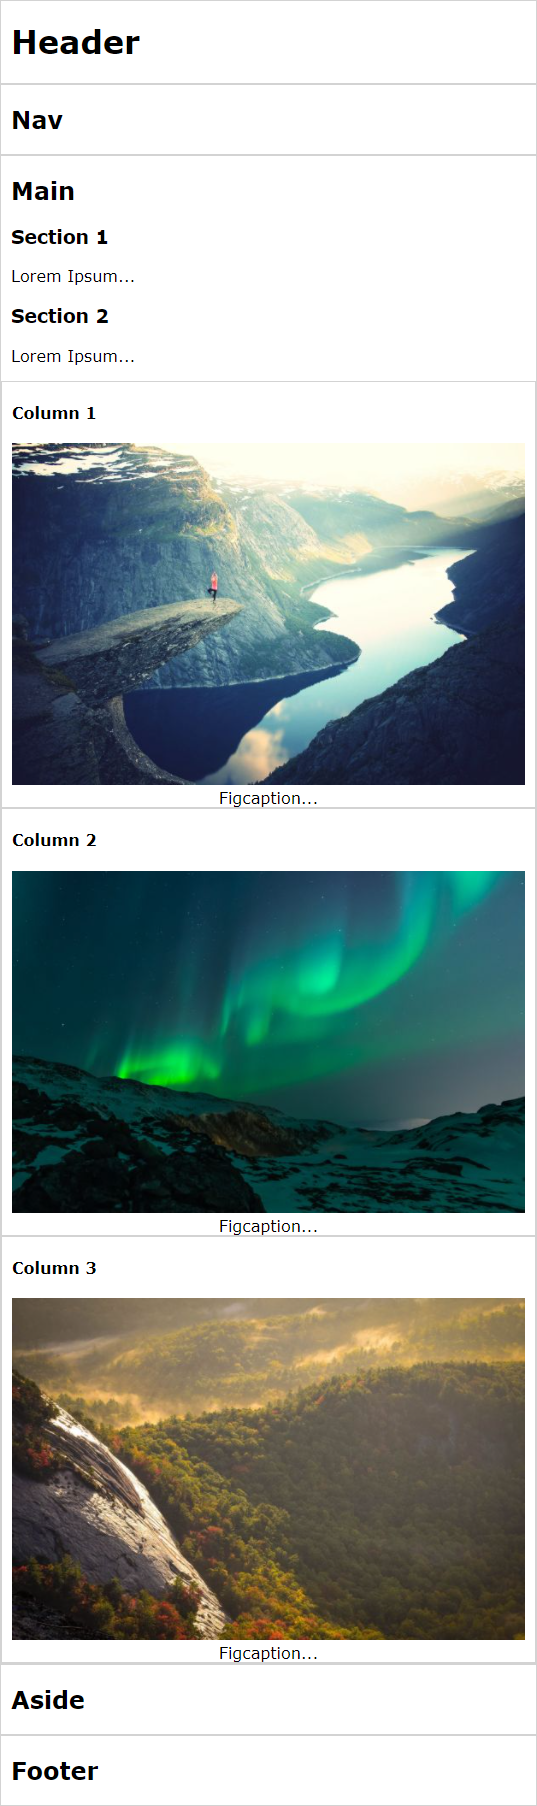 Header
Nav
Main
Section 1
Lorem Ipsum...
Section 2
Lorem Ipsum...
Column 1
Figcaption...
Column 2
Figcaption...
Column 3
Figcaption...
Aside
Footer